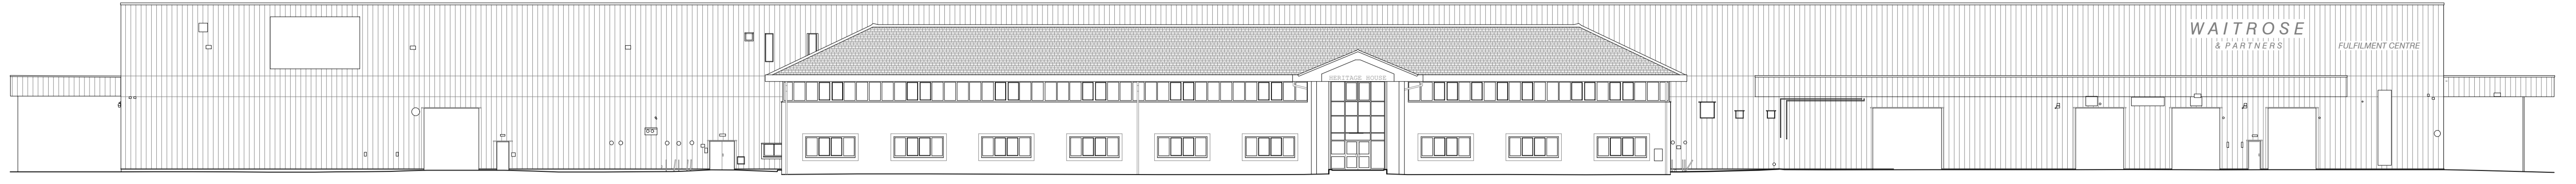 WAITROSE
& PARTNERS
FULFILMENT CENTRE
HERITAGE HOUSE